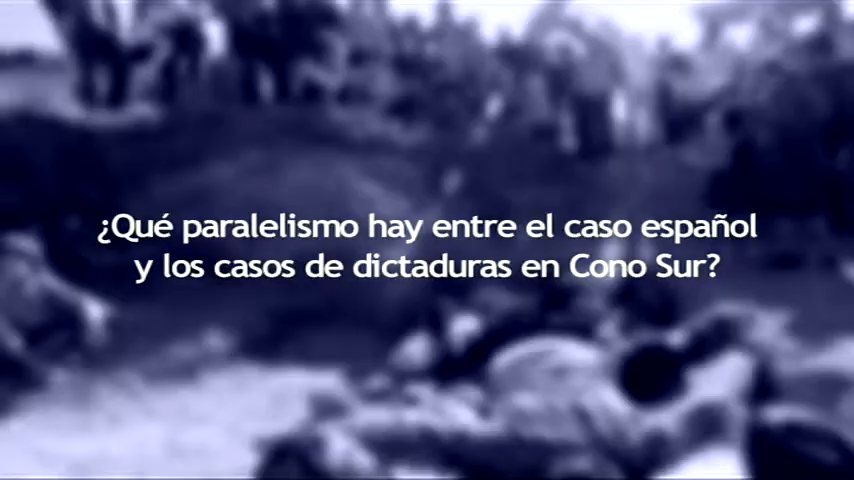 ¿Qué paralelismo hay entre el caso español
y los casos de dictaduras en Cono Sur?